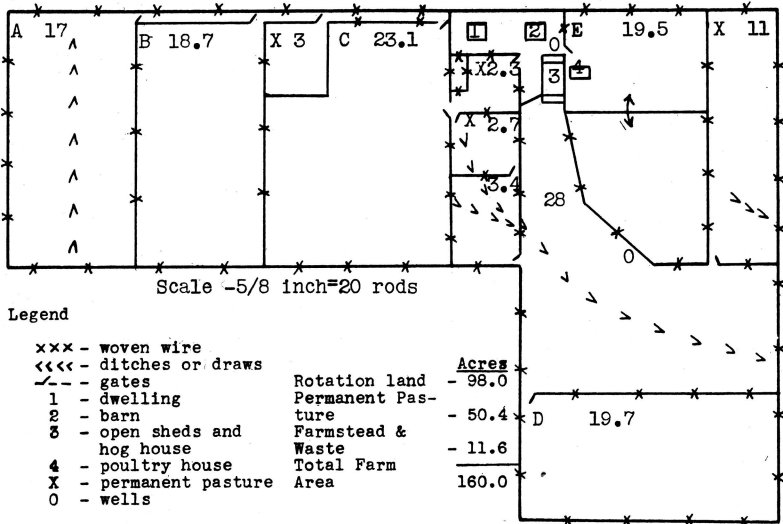 A 17 B 18.7 X 3 C 23.1 1 2 E 19.5 X 11
0
X2.3 3 4
X 2.7
3.4
28
0
Scale -5/8 inch=20 rods
D 19.7
Legend
xxx - woven wire
<<<< - ditches or draws
- gates
1 - dwelling
2 - barn
3 - open sheds and
hog house
4 - poultry house
X - permanent pasture
0 - wells
Acres
Rotation land - 98.0
Permanent Pas-
ture - 50.4
Farmstead &
Waste - 11.6
Total Farm
Area 160.0